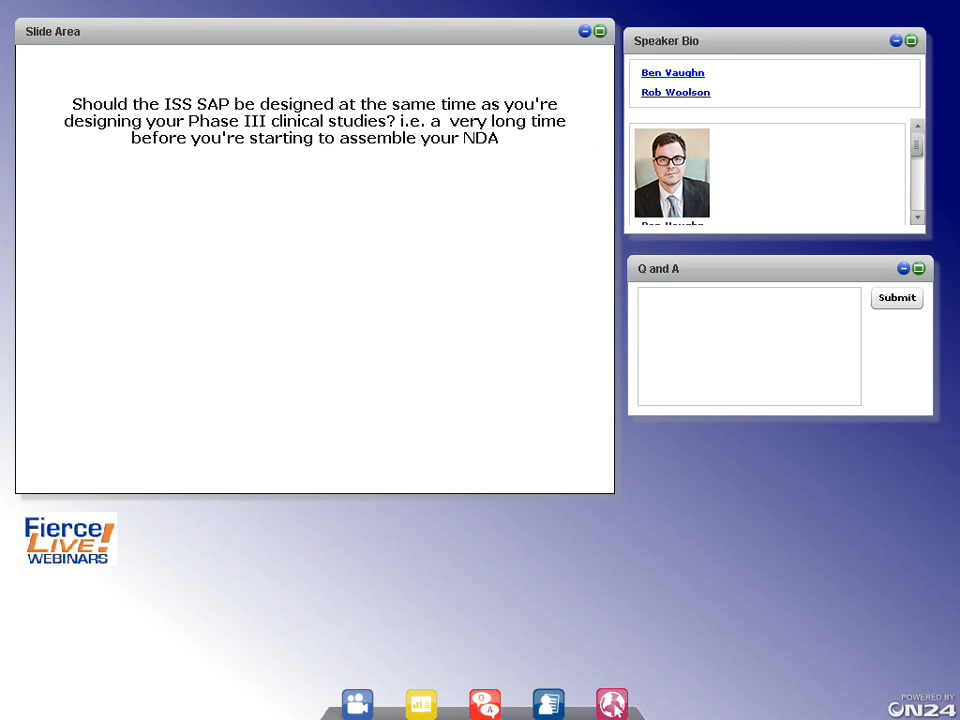 Slide Area
Should the ISS SAP be designed at the same time as you're
designing your Phase III clinical studies? i.e. a  very long time
before you're starting to assemble your NDA
Speaker Bio
Ben Vaughn
Rob Woolson
Ben Vaughn
Q and A
Submit
Fierce
LIVE!
WEBINARS
Q
A
POWERED BY
ON24